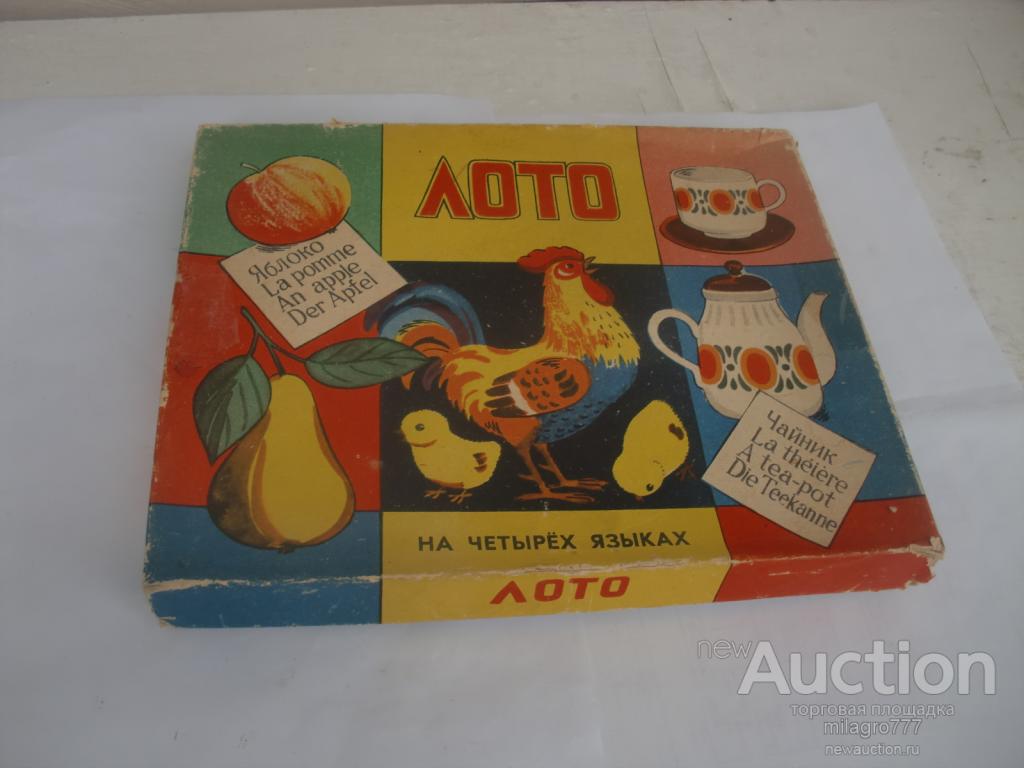 ЛОТО
Яблоко
La pomme
An apple
Der Apfel
Чайник
La théière
A tea-pot
Die Teekanne
НА ЧЕТЫРЁХ ЯЗЫКАХ
ЛОТО
newAuction
торговая площадка
milagro777
newauction.ru